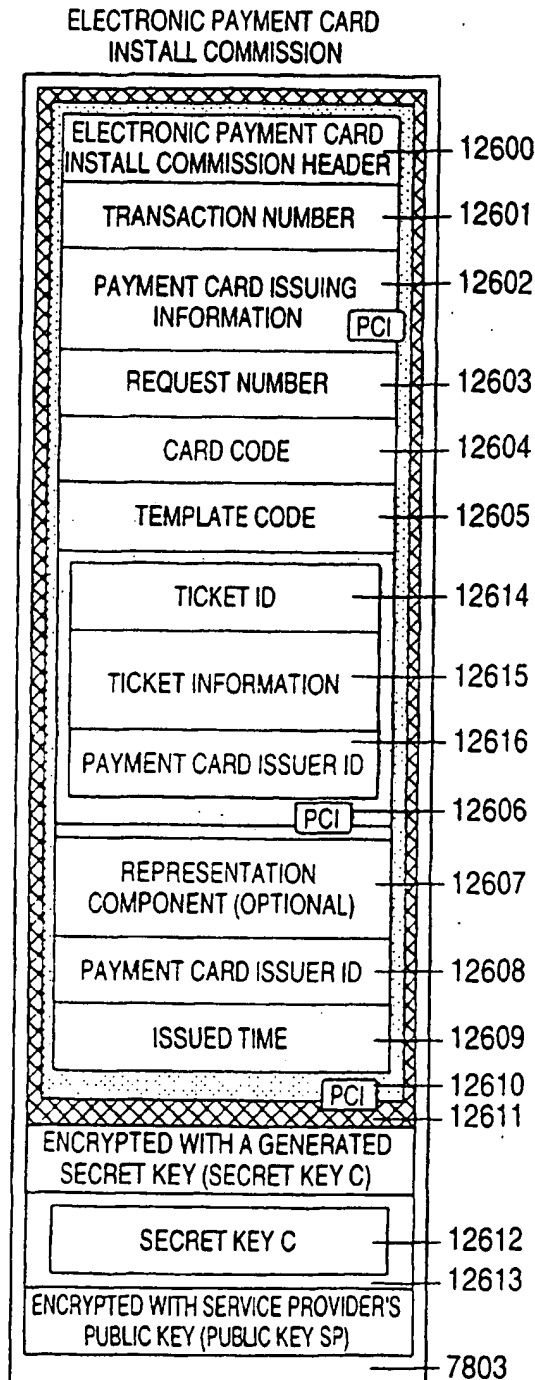 ELECTRONIC PAYMENT CARD
INSTALL COMMISSION
ELECTRONIC PAYMENT CARD
INSTALL COMMISSION HEADER
12600
TRANSACTION NUMBER
12601
PAYMENT CARD ISSUING
INFORMATION
12602
PCI
REQUEST NUMBER
12603
CARD CODE
12604
TEMPLATE CODE
12605
TICKET ID
12614
TICKET INFORMATION
12615
12616
PAYMENT CARD ISSUER ID
PCI
12606
REPRESENTATION
COMPONENT (OPTIONAL)
12607
PAYMENT CARD ISSUER ID
12608
ISSUED TIME
12609
PCI
12610
12611
ENCRYPTED WITH A GENERATED
SECRET KEY (SECRET KEY C)
SECRET KEY C
12612
12613
ENCRYPTED WITH SERVICE PROVIDER'S
PUBLIC KEY (PUBLIC KEY SP)
7803